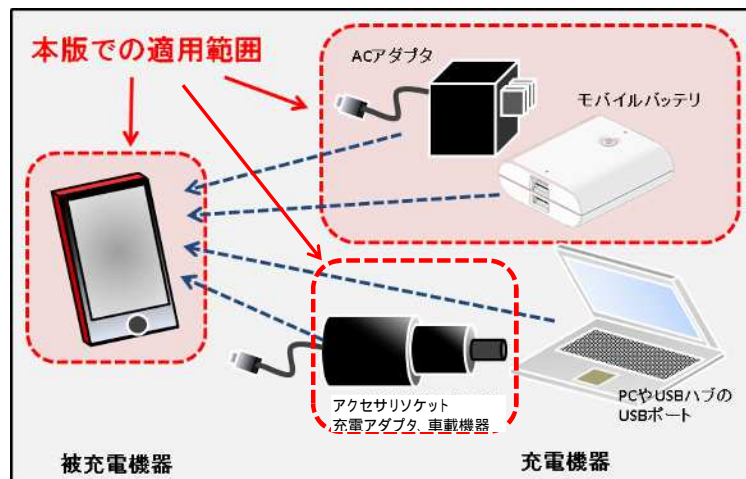 本版での適用範囲
ACアダプタ
モバイルバッテリ
アクセサリソケット
充電アダプタ、車載機器
PCやUSBハブの
USBポート
被充電機器
充電機器